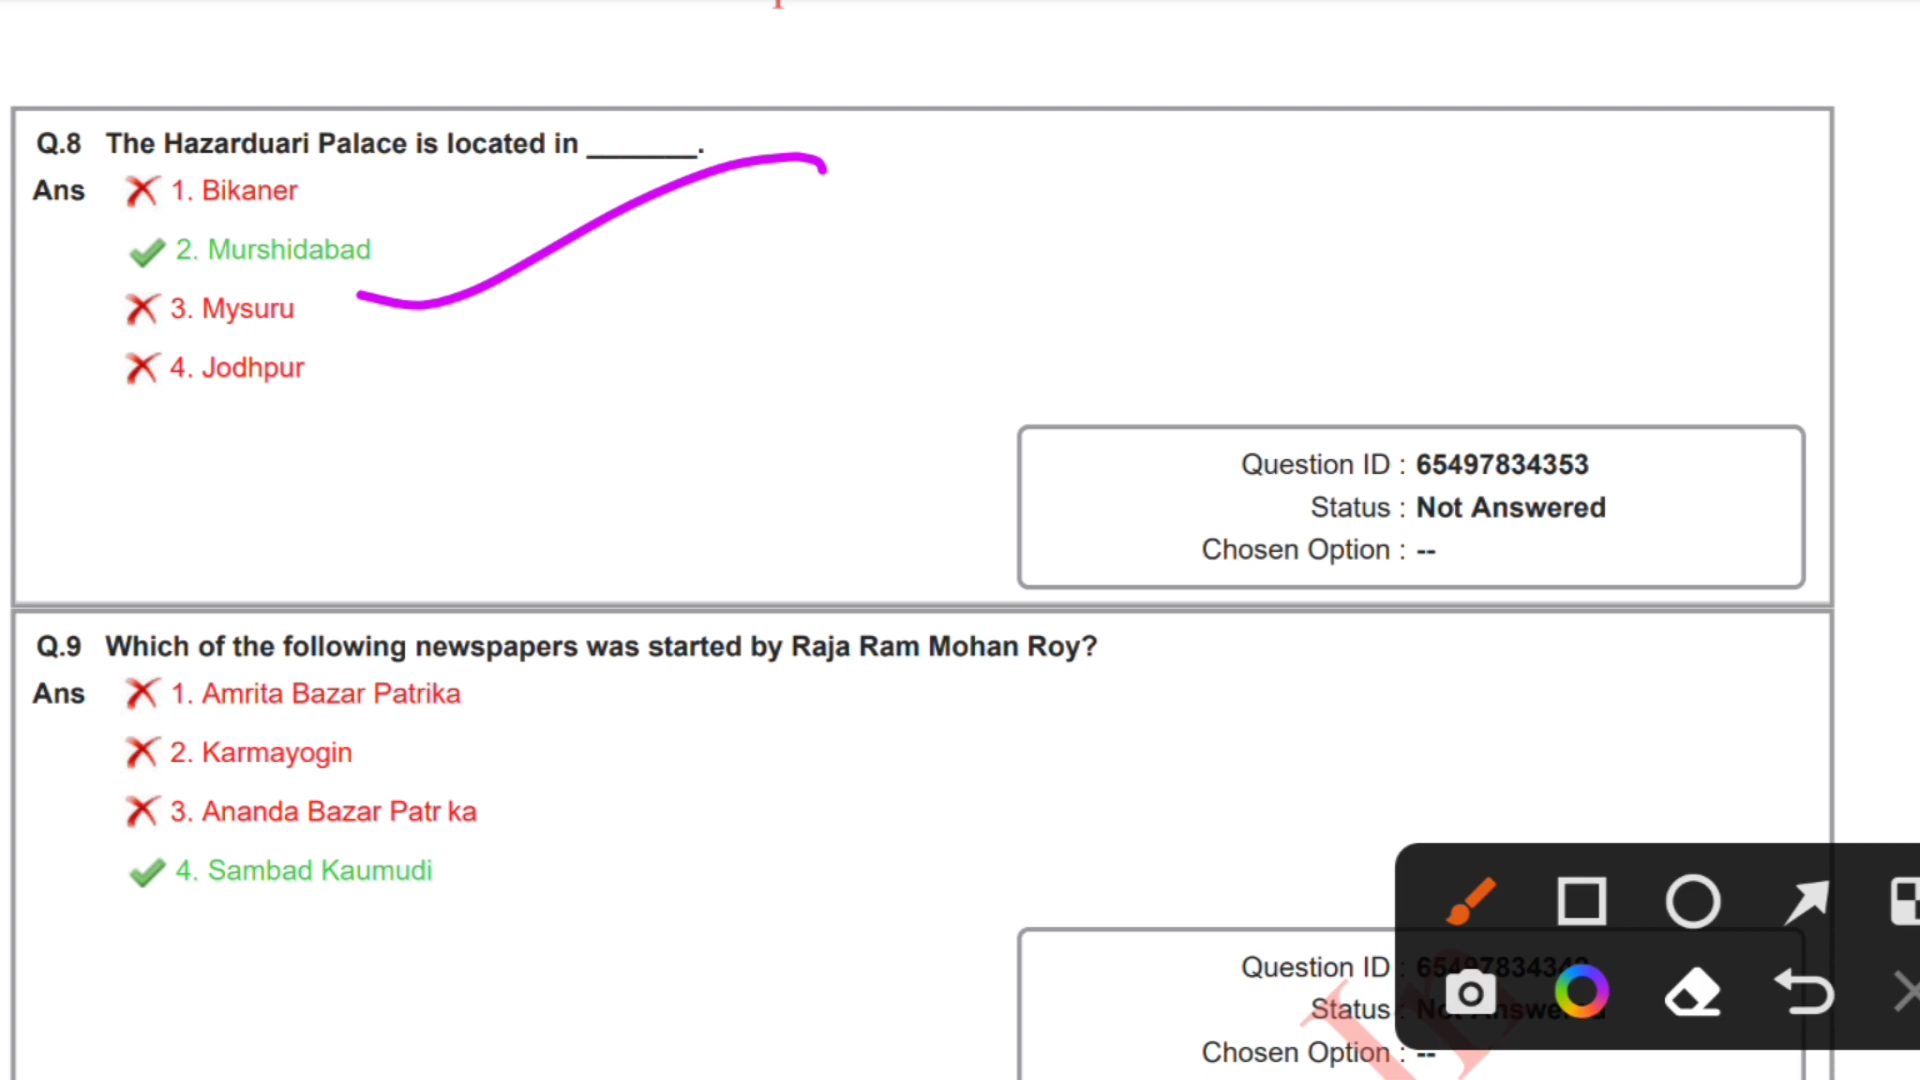 Q.8 The Hazarduari Palace is located in _______.
Ans 1. Bikaner
2. Murshidabad
3. Mysuru
4. Jodhpur
Question ID : 65497834353
Status : Not Answered
Chosen Option : --
Q.9 Which of the following newspapers was started by Raja Ram Mohan Roy?
Ans 1. Amrita Bazar Patrika
2. Karmayogin
3. Ananda Bazar Patr ka
4. Sambad Kaumudi
Question ID :
Status : Not Answered
Chosen Option : --